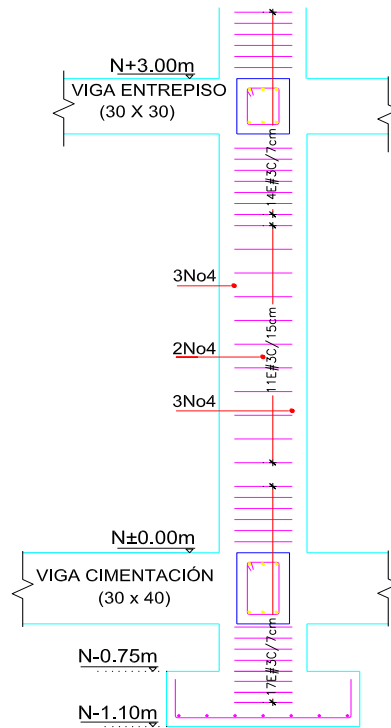 N+3.00m
VIGA ENTREPISO
(30 X 30)
14E#3C/7cm
3No4
2No4
11E#3C/15cm
3No4
N±0.00m
VIGA CIMENTACIÓN
(30 x 40)
N-0.75m
17E#3C/7cm
N-1.10m